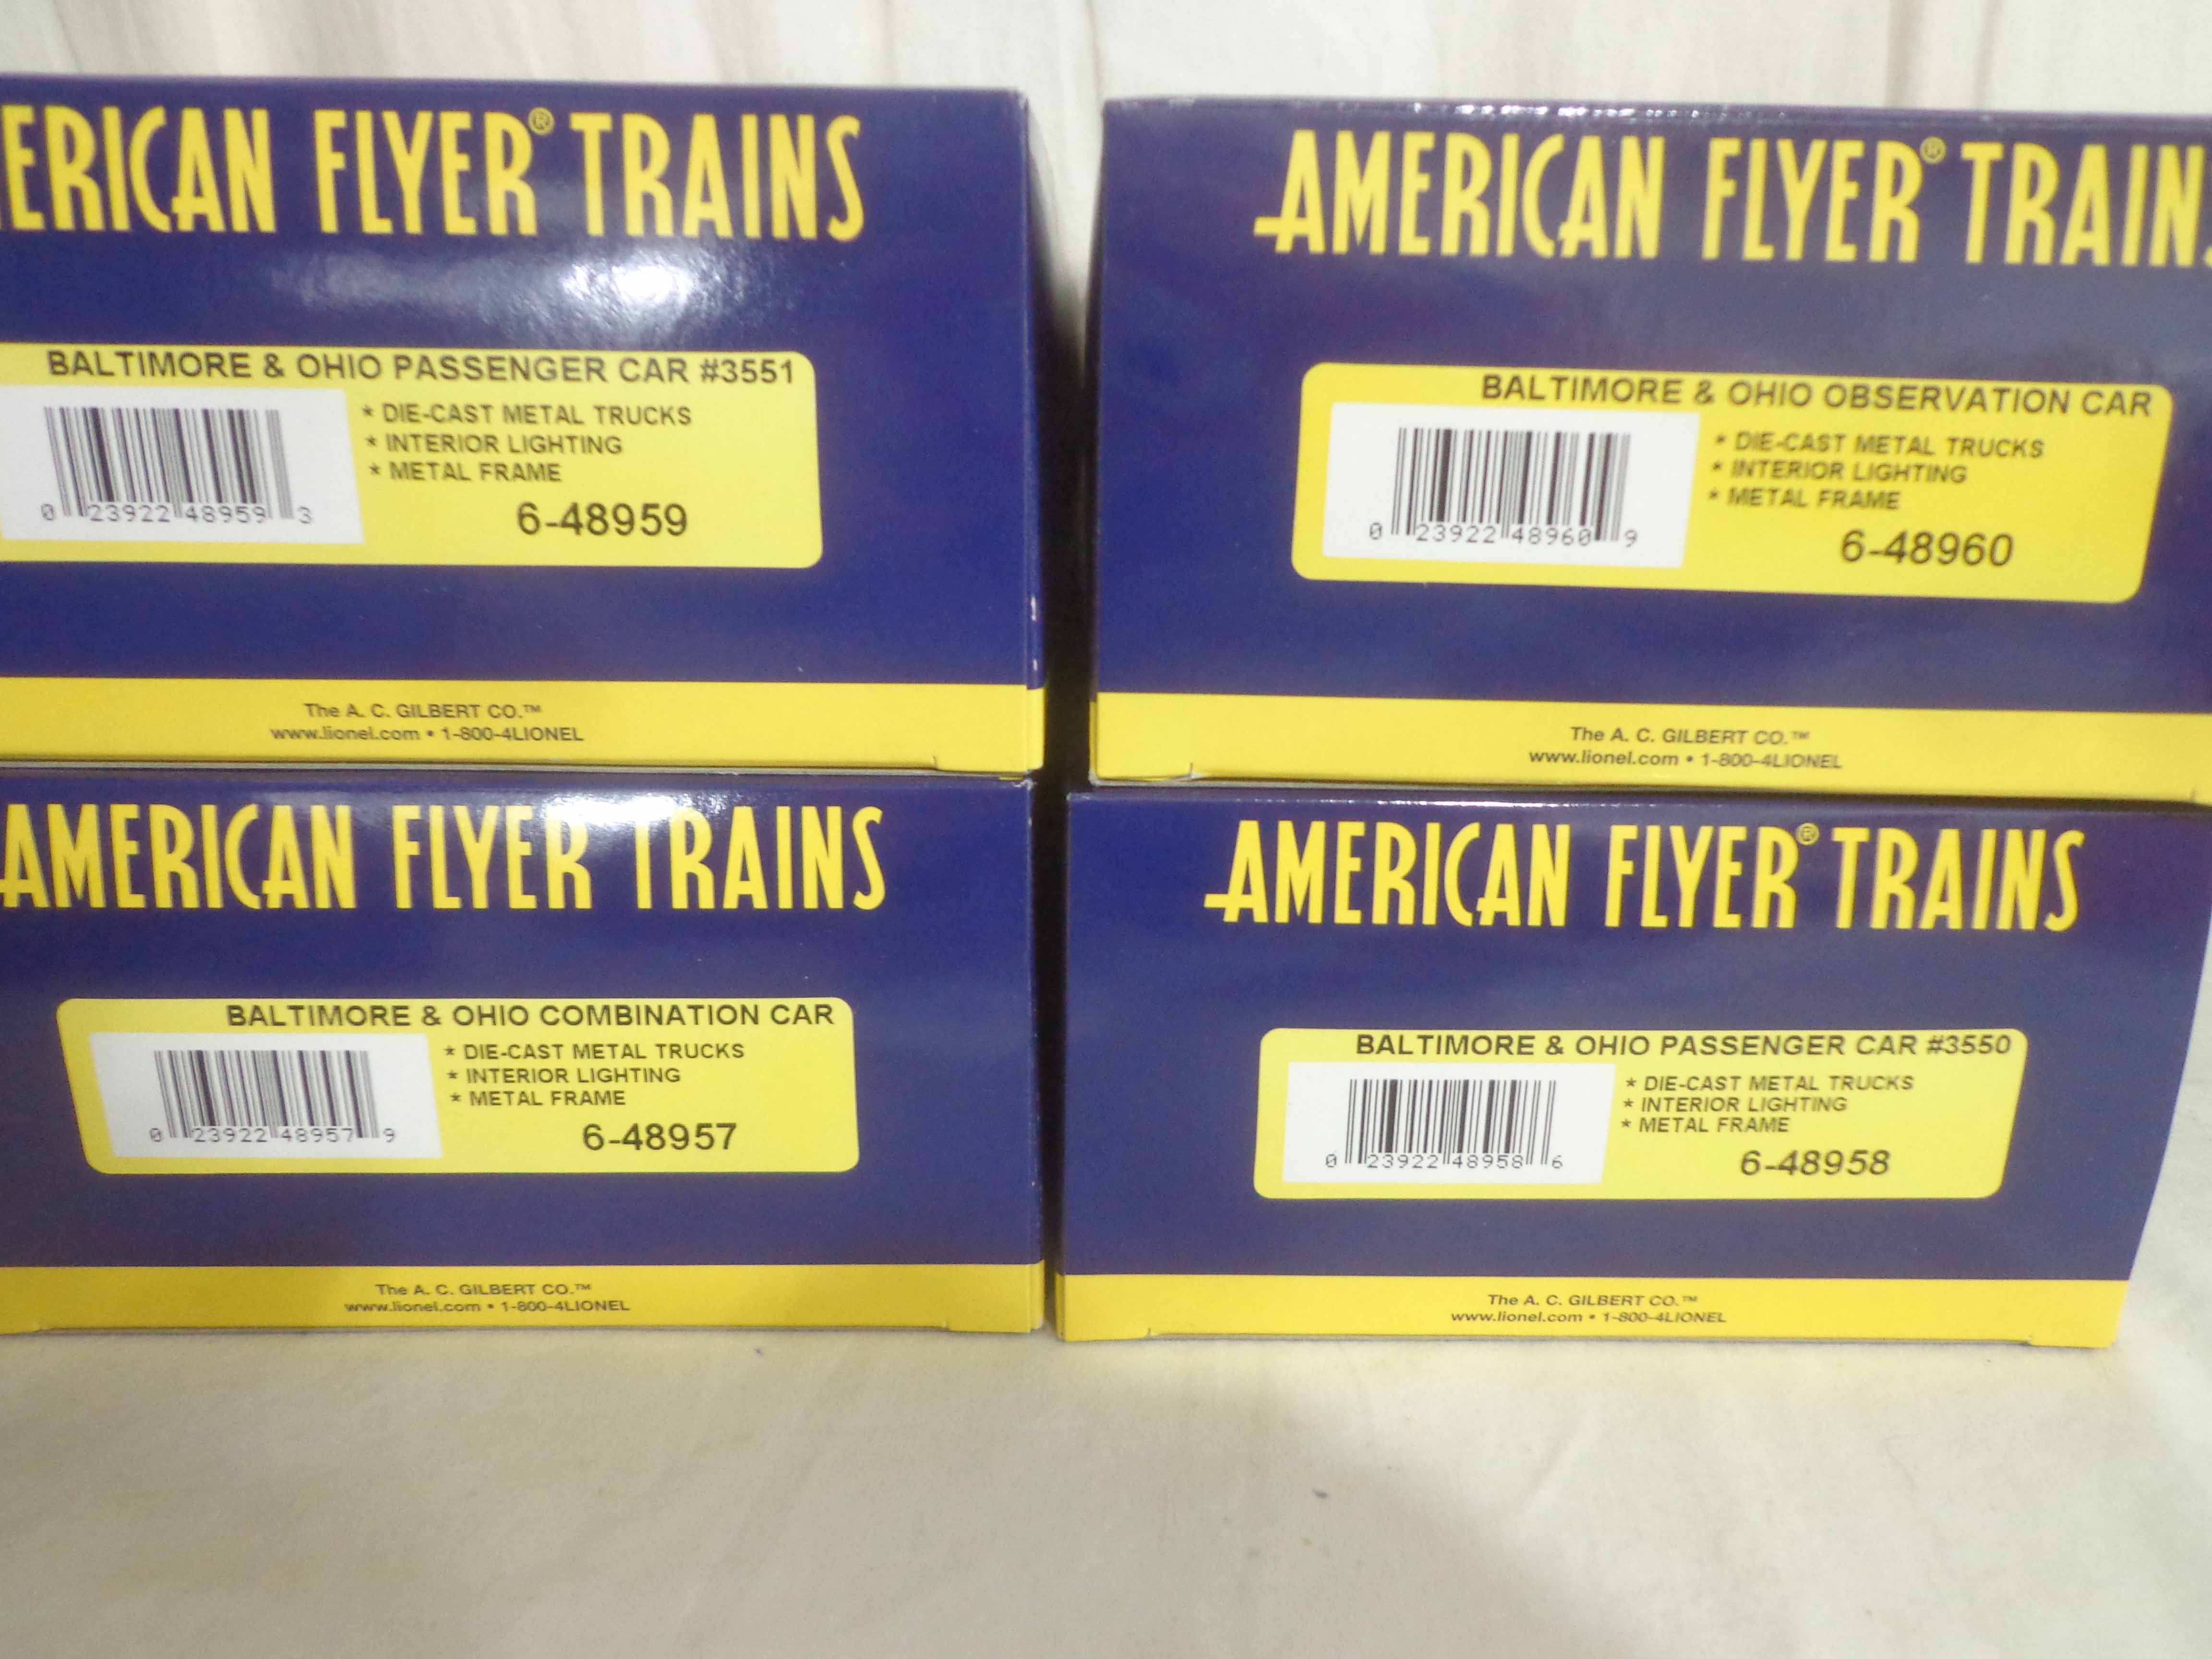 ERICAN FLYER® TRAINS
BALTIMORE & OHIO PASSENGER CAR #3551
* DIE-CAST METAL TRUCKS
* INTERIOR LIGHTING
* METAL FRAME
0 23922 48959 3
6-48959
The A. C. GILBERT CO.™
www.lionel.com • 1-800-4LIONEL
AMERICAN FLYER® TRAINS
BALTIMORE & OHIO OBSERVATION CAR
* DIE-CAST METAL TRUCKS
* INTERIOR LIGHTING
* METAL FRAME
0 23922 48960 9
6-48960
The A. C. GILBERT CO.™
www.lionel.com • 1-800-4LIONEL
AMERICAN FLYER TRAINS
BALTIMORE & OHIO COMBINATION CAR
* DIE-CAST METAL TRUCKS
* INTERIOR LIGHTING
* METAL FRAME
0 23922 48957 9
6-48957
The A. C. GILBERT CO.™
www.lionel.com • 1-800-4LIONEL
AMERICAN FLYER® TRAINS
BALTIMORE & OHIO PASSENGER CAR #3550
* DIE-CAST METAL TRUCKS
* INTERIOR LIGHTING
* METAL FRAME
0 23922 48958 6
6-48958
The A. C. GILBERT CO.™
www.lionel.com • 1-800-4LIONEL